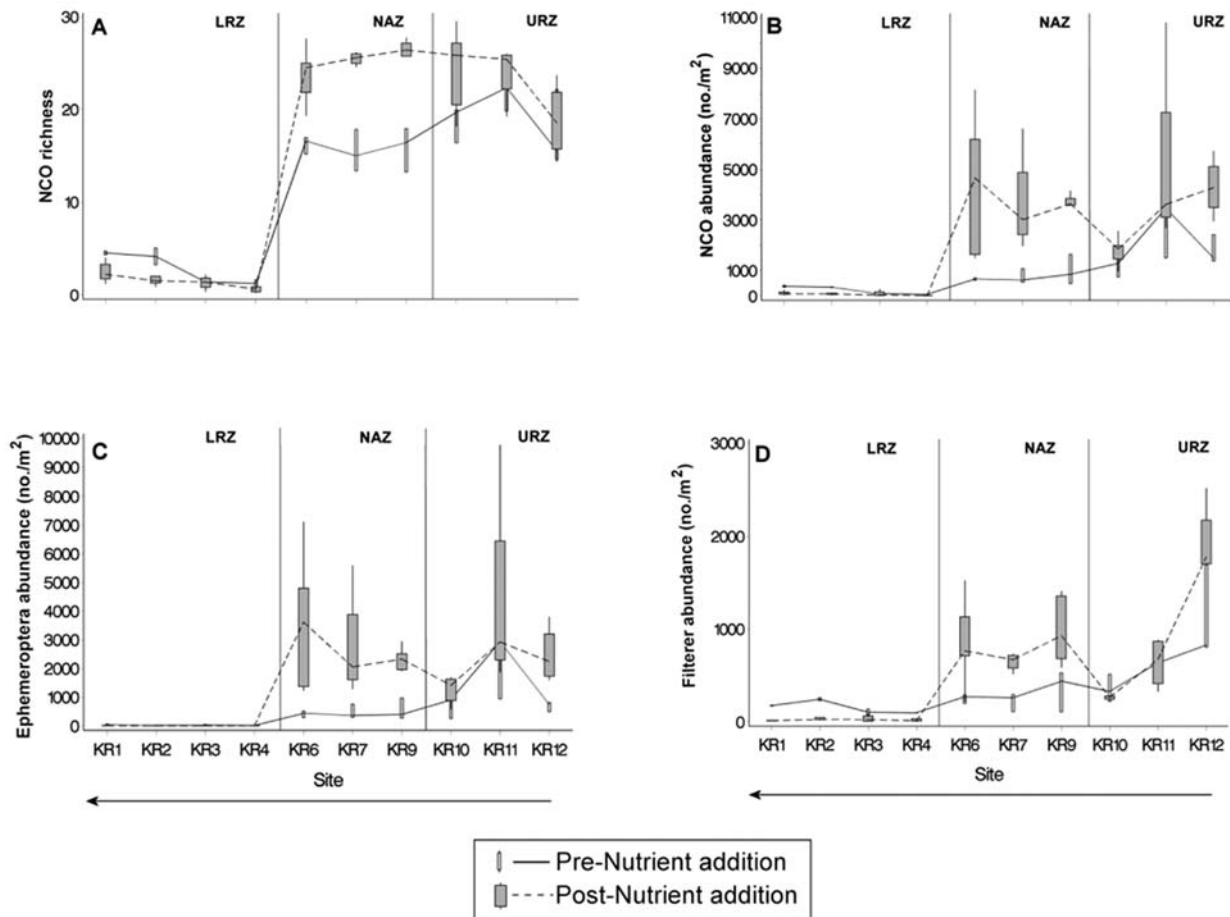 A
LRZ
NAZ
URZ
NCO richness
30
20
10
0
B
LRZ
NAZ
URZ
NCO abundance (no./m²)
11000
9000
7000
5000
3000
1000
0
C
LRZ
NAZ
URZ
Ephemeroptera abundance (no./m²)
10000
9000
8000
7000
6000
5000
4000
3000
2000
1000
0
KR1 KR2 KR3 KR4 KR6 KR7 KR9 KR10 KR11 KR12
Site
D
LRZ
NAZ
URZ
Filterer abundance (no./m²)
3000
2000
1000
0
KR1 KR2 KR3 KR4 KR6 KR7 KR9 KR10 KR11 KR12
Site
Pre-Nutrient addition
Post-Nutrient addition